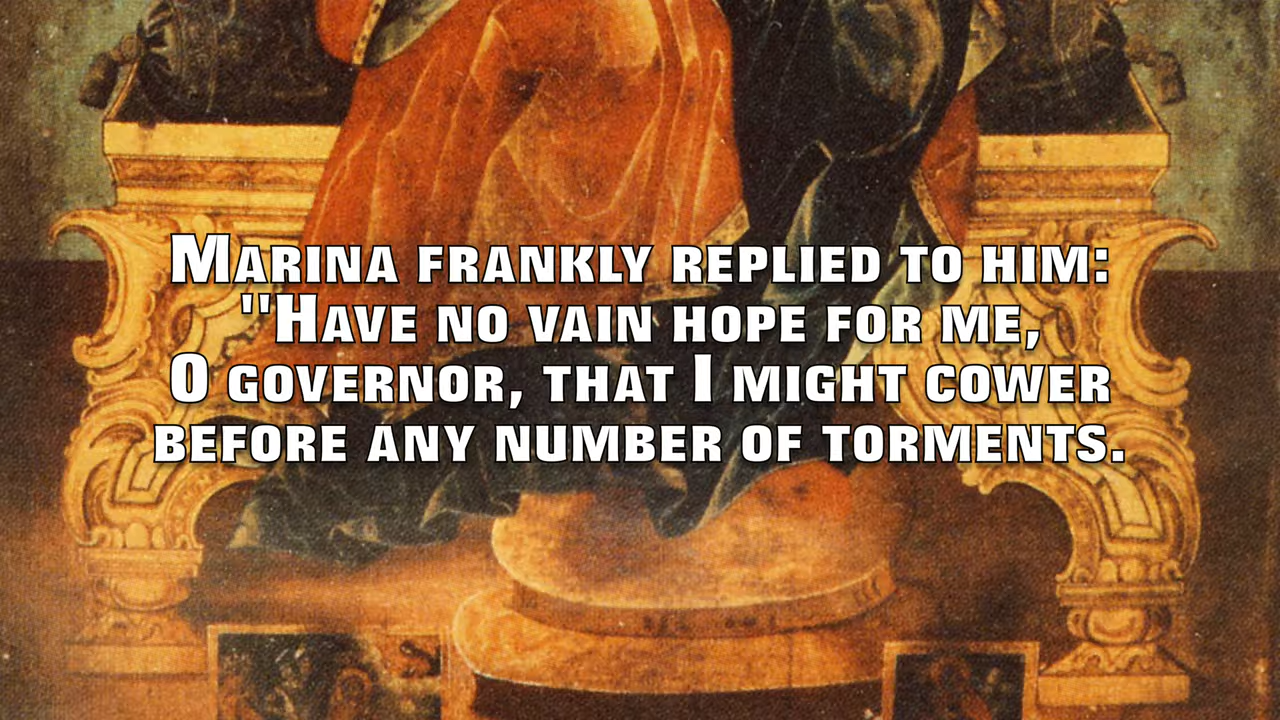 Marina frankly replied to him:
"Have no vain hope for me,
O governor, that I might cower
before any number of torments.